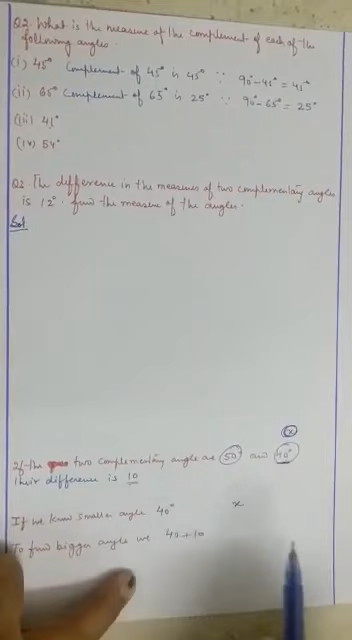 Q2. What is the measure of the complement of each of the
following angles.
(i) 45° Complement of 45° is 45° ∵ 90°-45° = 45°
(ii) 65° Complement of 65° is 25° ∵ 90°-65° = 25°
(iii) 41°
(iv) 54°
Q2. The difference in the measures of two complementary angles
is 12°. find the measure of the angles.
Sol
x
If the two complementary angle are 50° and 40°
Their difference is 10
If we know smaller angle 40° x
To find bigger angle we 40+10